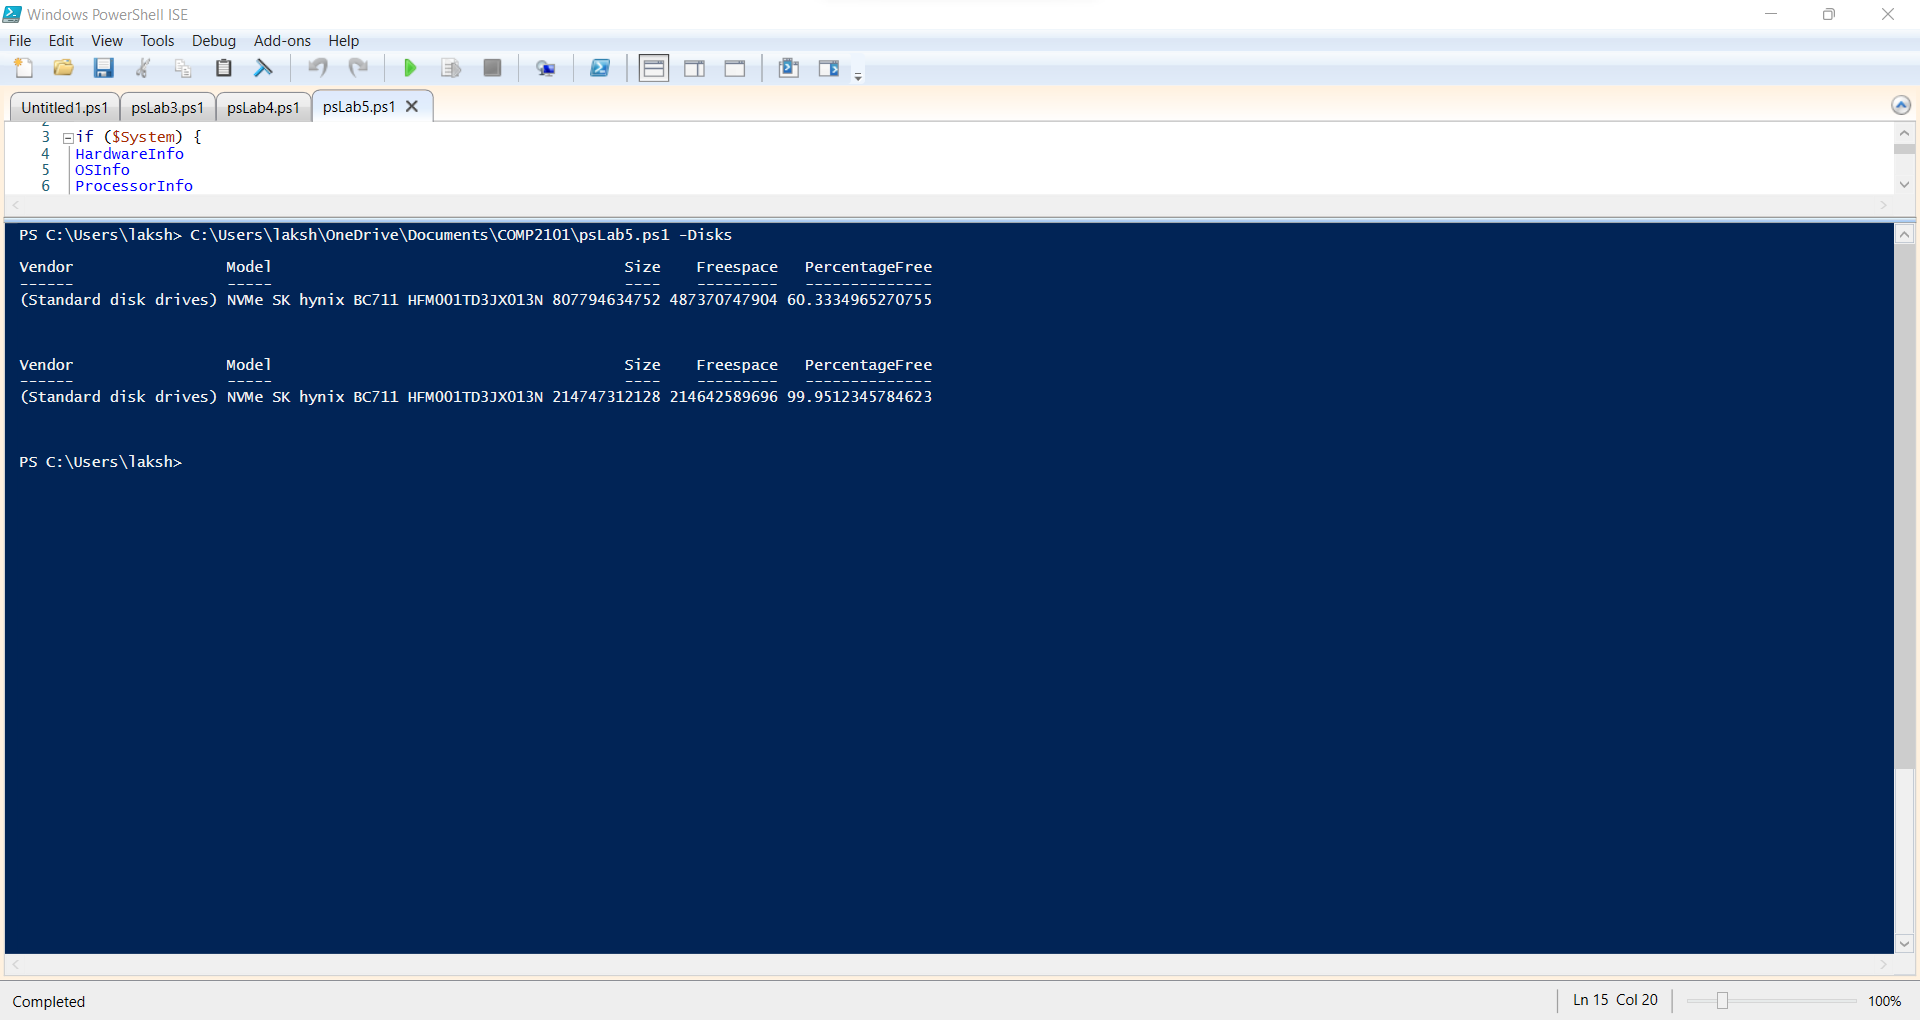 Windows PowerShell ISE
File Edit View Tools Debug Add-ons Help
Untitled1.ps1 psLab3.ps1 psLab4.ps1 psLab5.ps1
3 if ($System) {
4 HardwareInfo
5 OSInfo
6 ProcessorInfo
PS C:\Users\laksh> C:\Users\laksh\OneDrive\Documents\COMP2101\psLab5.ps1 -Disks
Vendor Model Size Freespace PercentageFree
------ ----- ---- --------- --------------
(Standard disk drives) NVMe SK hynix BC711 HFM001TD3JX013N 807794634752 487370747904 60.3334965270755
Vendor Model Size Freespace PercentageFree
------ ----- ---- --------- --------------
(Standard disk drives) NVMe SK hynix BC711 HFM001TD3JX013N 214747312128 214642589696 99.9512345784623
PS C:\Users\laksh>
Completed Ln 15 Col 20 100%